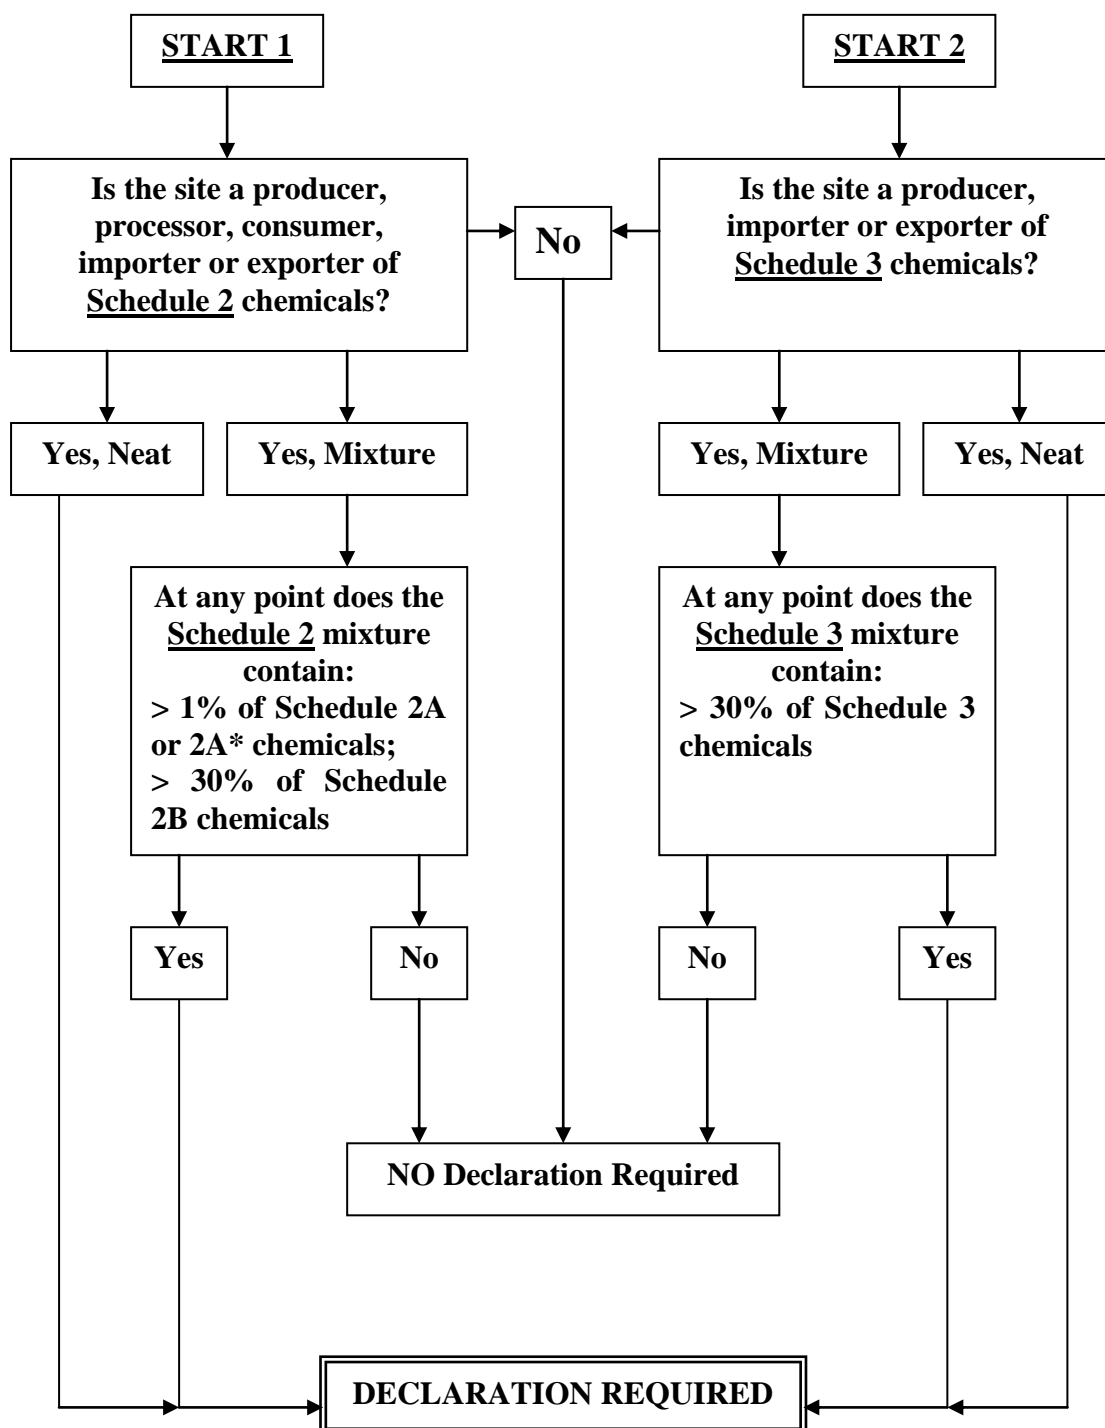 START 1
START 2
Is the site a producer,
processor, consumer,
importer or exporter of
Schedule 2 chemicals?
No
Is the site a producer,
importer or exporter of
Schedule 3 chemicals?
Yes, Neat
Yes, Mixture
Yes, Mixture
Yes, Neat
At any point does the
Schedule 2 mixture
contain:
> 1% of Schedule 2A
or 2A* chemicals;
> 30% of Schedule
2B chemicals
At any point does the
Schedule 3 mixture
contain:
> 30% of Schedule 3
chemicals
Yes
No
No
Yes
NO Declaration Required
DECLARATION REQUIRED